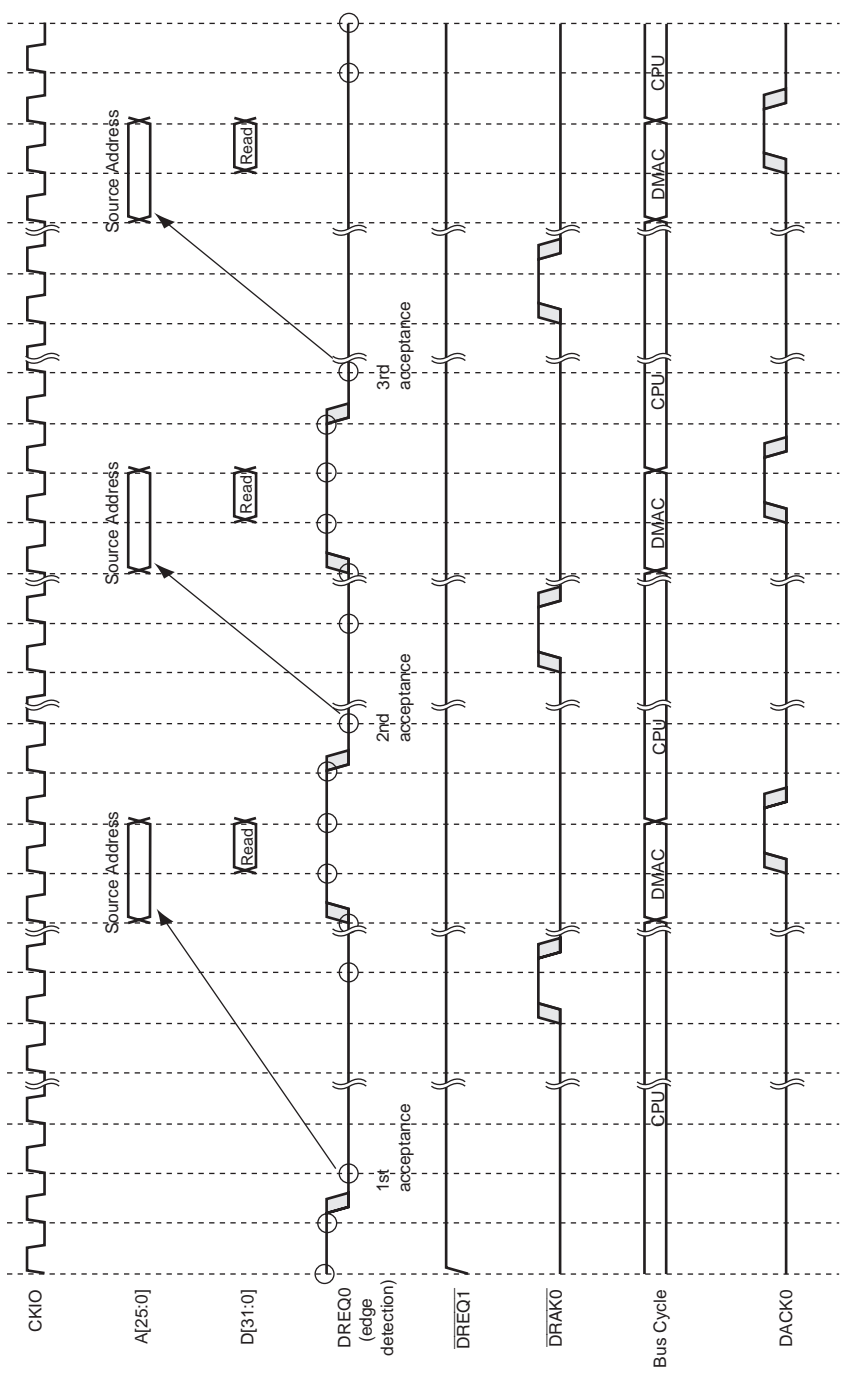 CKIO
Source Address
Source Address
Source Address
A[25:0]
D[31:0]
Read
Read
Read
DREQ0
(edge
detection)
1st
acceptance
2nd
acceptance
3rd
acceptance
DREQ1
DRAK0
Bus Cycle
CPU
DMAC
CPU
DMAC
CPU
DMAC
CPU
DACK0